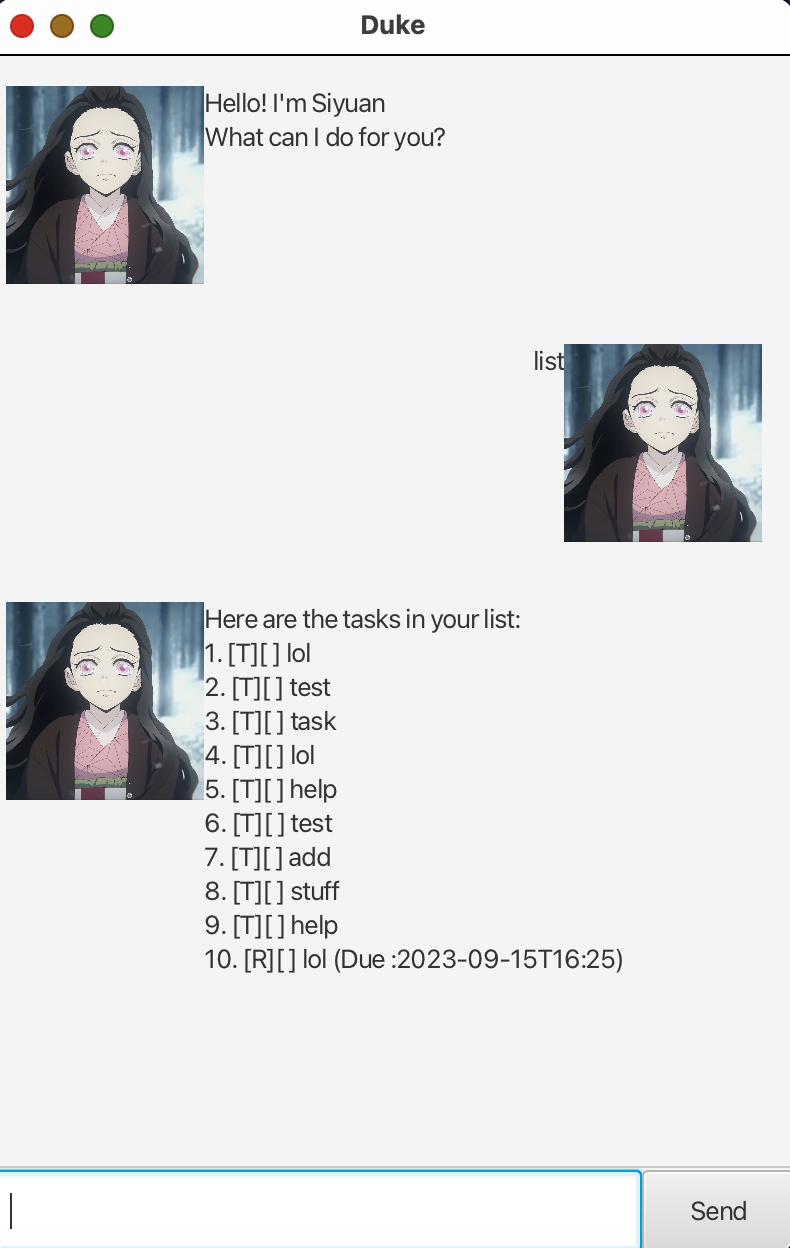 Duke
Hello! I'm Siyuan
What can I do for you?
list
Here are the tasks in your list:
1. [T][ ] lol
2. [T][ ] test
3. [T][ ] task
4. [T][ ] lol
5. [T][ ] help
6. [T][ ] test
7. [T][ ] add
8. [T][ ] stuff
9. [T][ ] help
10. [R][ ] lol (Due :2023-09-15T16:25)
Send